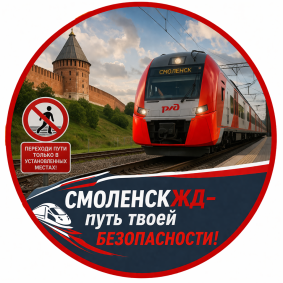 СМОЛЕНСК
РЖД
ПЕРЕХОДИ ПУТИ
ТОЛЬКО В
УСТАНОВЛЕННЫХ
МЕСТАХ!
СМОЛЕНСКЖД–
путь твоей
БЕЗОПАСНОСТИ!